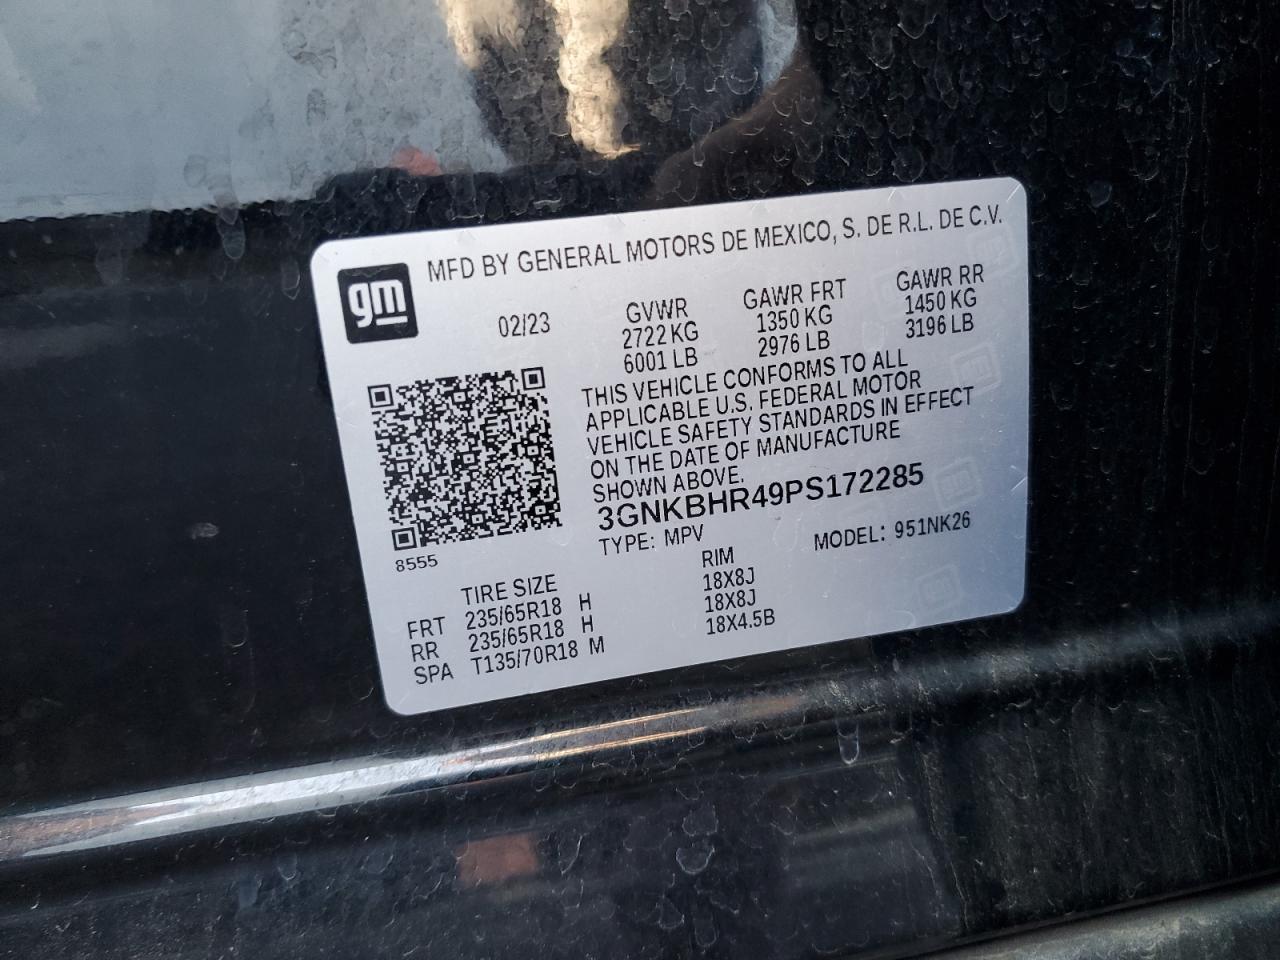 gm
MFD BY GENERAL MOTORS DE MEXICO, S. DE R.L. DE C.V.
02/23
GVWR GAWR FRT GAWR RR
2722 KG 1350 KG 1450 KG
6001 LB 2976 LB 3196 LB
THIS VEHICLE CONFORMS TO ALL
APPLICABLE U.S. FEDERAL MOTOR
VEHICLE SAFETY STANDARDS IN EFFECT
ON THE DATE OF MANUFACTURE
SHOWN ABOVE.
3GNKBHR49PS172285
TYPE: MPV MODEL: 951NK26
8555
TIRE SIZE RIM
FRT 235/65R18 H 18X8J
RR 235/65R18 H 18X8J
SPA T135/70R18 M 18X4.5B